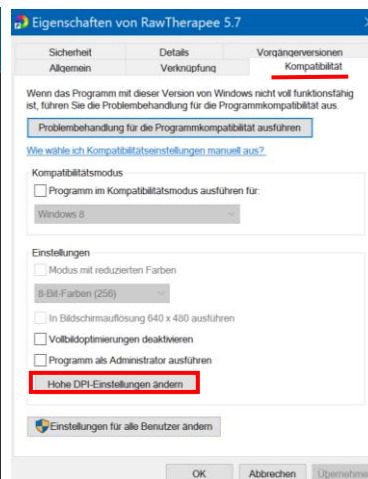 Eigenschaften von RawTherapee 5.7
Sicherheit Details Vorgängerversionen
Allgemein Verknüpfung Kompatibilität
Wenn das Programm mit dieser Version von Windows nicht voll funktionsfähig
ist, führen Sie die Problembehandlung für die Programmkompatibilität aus.
Problembehandlung für die Programmkompatibilität ausführen
Wie wähle ich Kompatibilitätseinstellungen manuell aus?
Kompatibilitätsmodus
Programm im Kompatibilitätsmodus ausführen für:
Windows 8
Einstellungen
Modus mit reduzierten Farben
8-Bit-Farben (256)
In Bildschirmauflösung 640 x 480 ausführen
Vollbildoptimierungen deaktivieren
Programm als Administrator ausführen
Hohe DPI-Einstellungen ändern
Einstellungen für alle Benutzer ändern
OK Abbrechen Übernehme